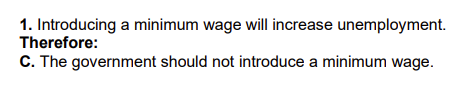 1. Introducing a minimum wage will increase unemployment.
Therefore:
C. The government should not introduce a minimum wage.